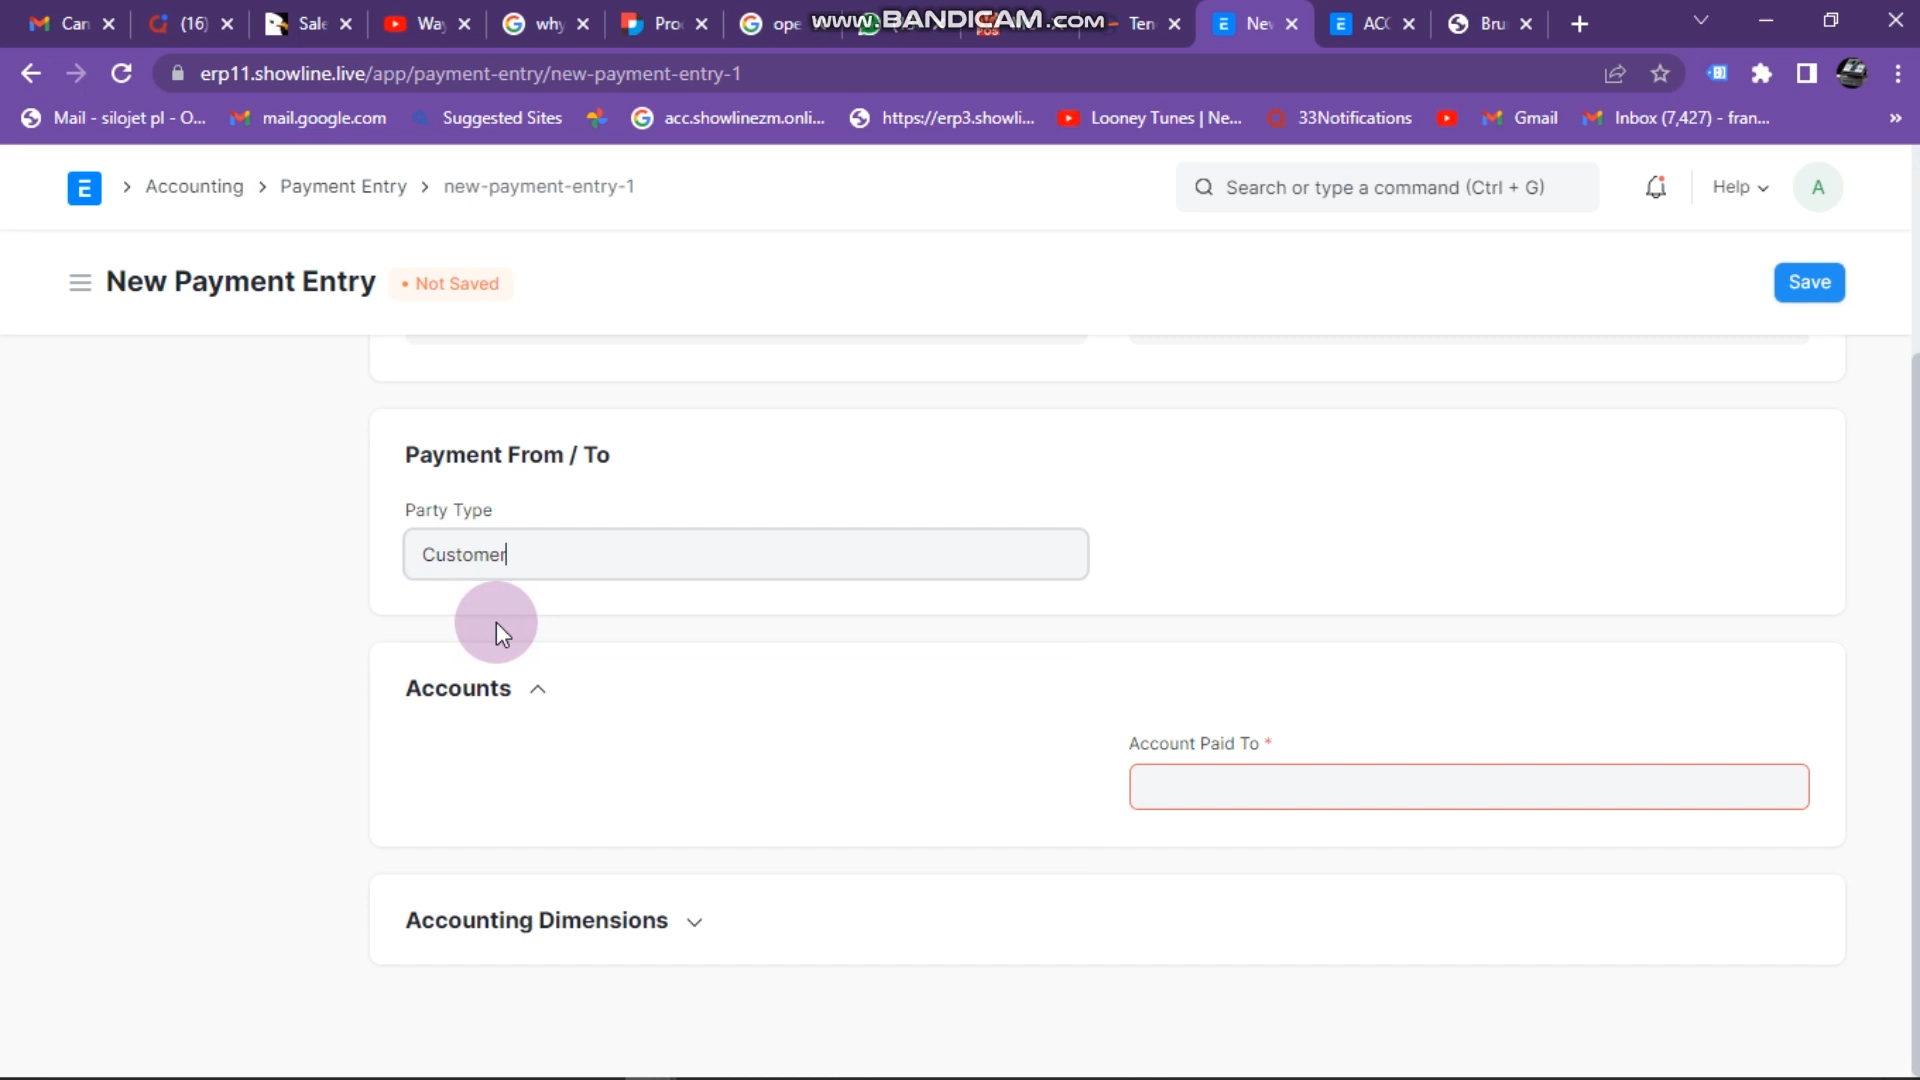 Can
(16)
Sale
Way
why
Pro
ope
www.BANDICAM.com
Ten
Nev
ACC
Bru
erp11.showline.live/app/payment-entry/new-payment-entry-1
Mail - silojet pl - O...
mail.google.com
Suggested Sites
acc.showlinezm.onli...
https://erp3.showli...
Looney Tunes | Ne...
33Notifications
Gmail
Inbox (7,427) - fran...
»
E
Accounting
Payment Entry
new-payment-entry-1
Search or type a command (Ctrl + G)
Help
A
New Payment Entry
• Not Saved
Save
Payment From / To
Party Type
Customer
Accounts
Account Paid To *
Accounting Dimensions